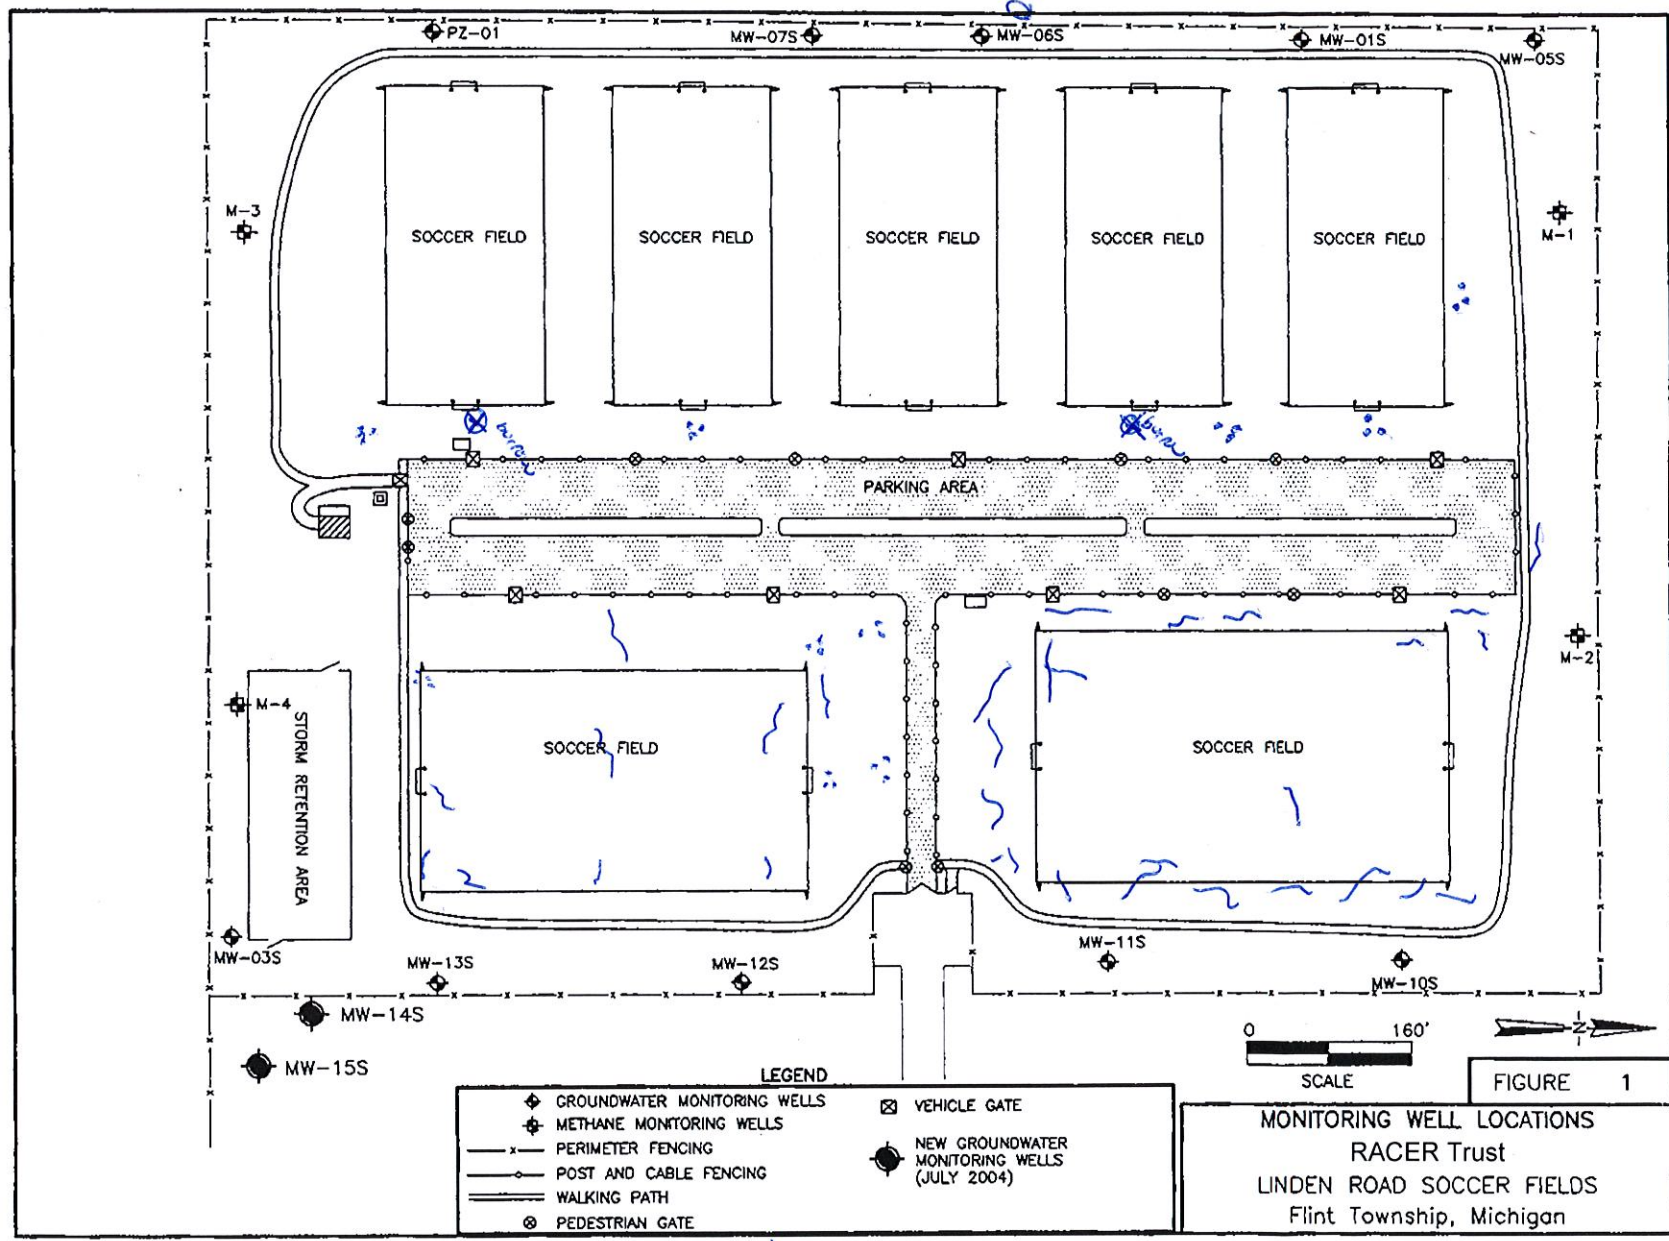 PZ-01
MW-07S
MW-06S
MW-01S
MW-05S
M-3
M-1
SOCCER FIELD
SOCCER FIELD
SOCCER FIELD
SOCCER FIELD
SOCCER FIELD
PARKING AREA
M-2
M-4
STORM RETENTION AREA
SOCCER FIELD
SOCCER FIELD
MW-03S
MW-13S
MW-12S
MW-11S
MW-10S
MW-14S
MW-15S
0 160'
SCALE
N
LEGEND
GROUNDWATER MONITORING WELLS
METHANE MONITORING WELLS
PERIMETER FENCING
POST AND CABLE FENCING
WALKING PATH
PEDESTRIAN GATE
VEHICLE GATE
NEW GROUNDWATER
MONITORING WELLS
(JULY 2004)
FIGURE 1
MONITORING WELL LOCATIONS
RACER Trust
LINDEN ROAD SOCCER FIELDS
Flint Township, Michigan